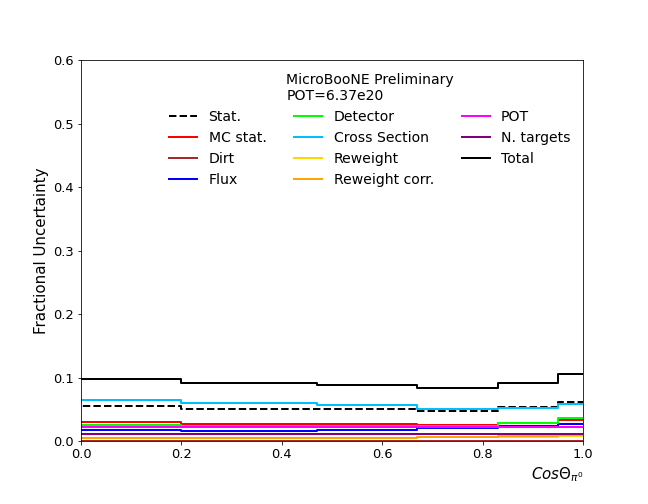 MicroBooNE Preliminary
POT=6.37e20
Stat.
MC stat.
Dirt
Flux
Detector
Cross Section
Reweight
Reweight corr.
POT
N. targets
Total
Fractional Uncertainty
0.6
0.5
0.4
0.3
0.2
0.1
0.0
0.0 0.2 0.4 0.6 0.8 1.0
CosΘπ⁰